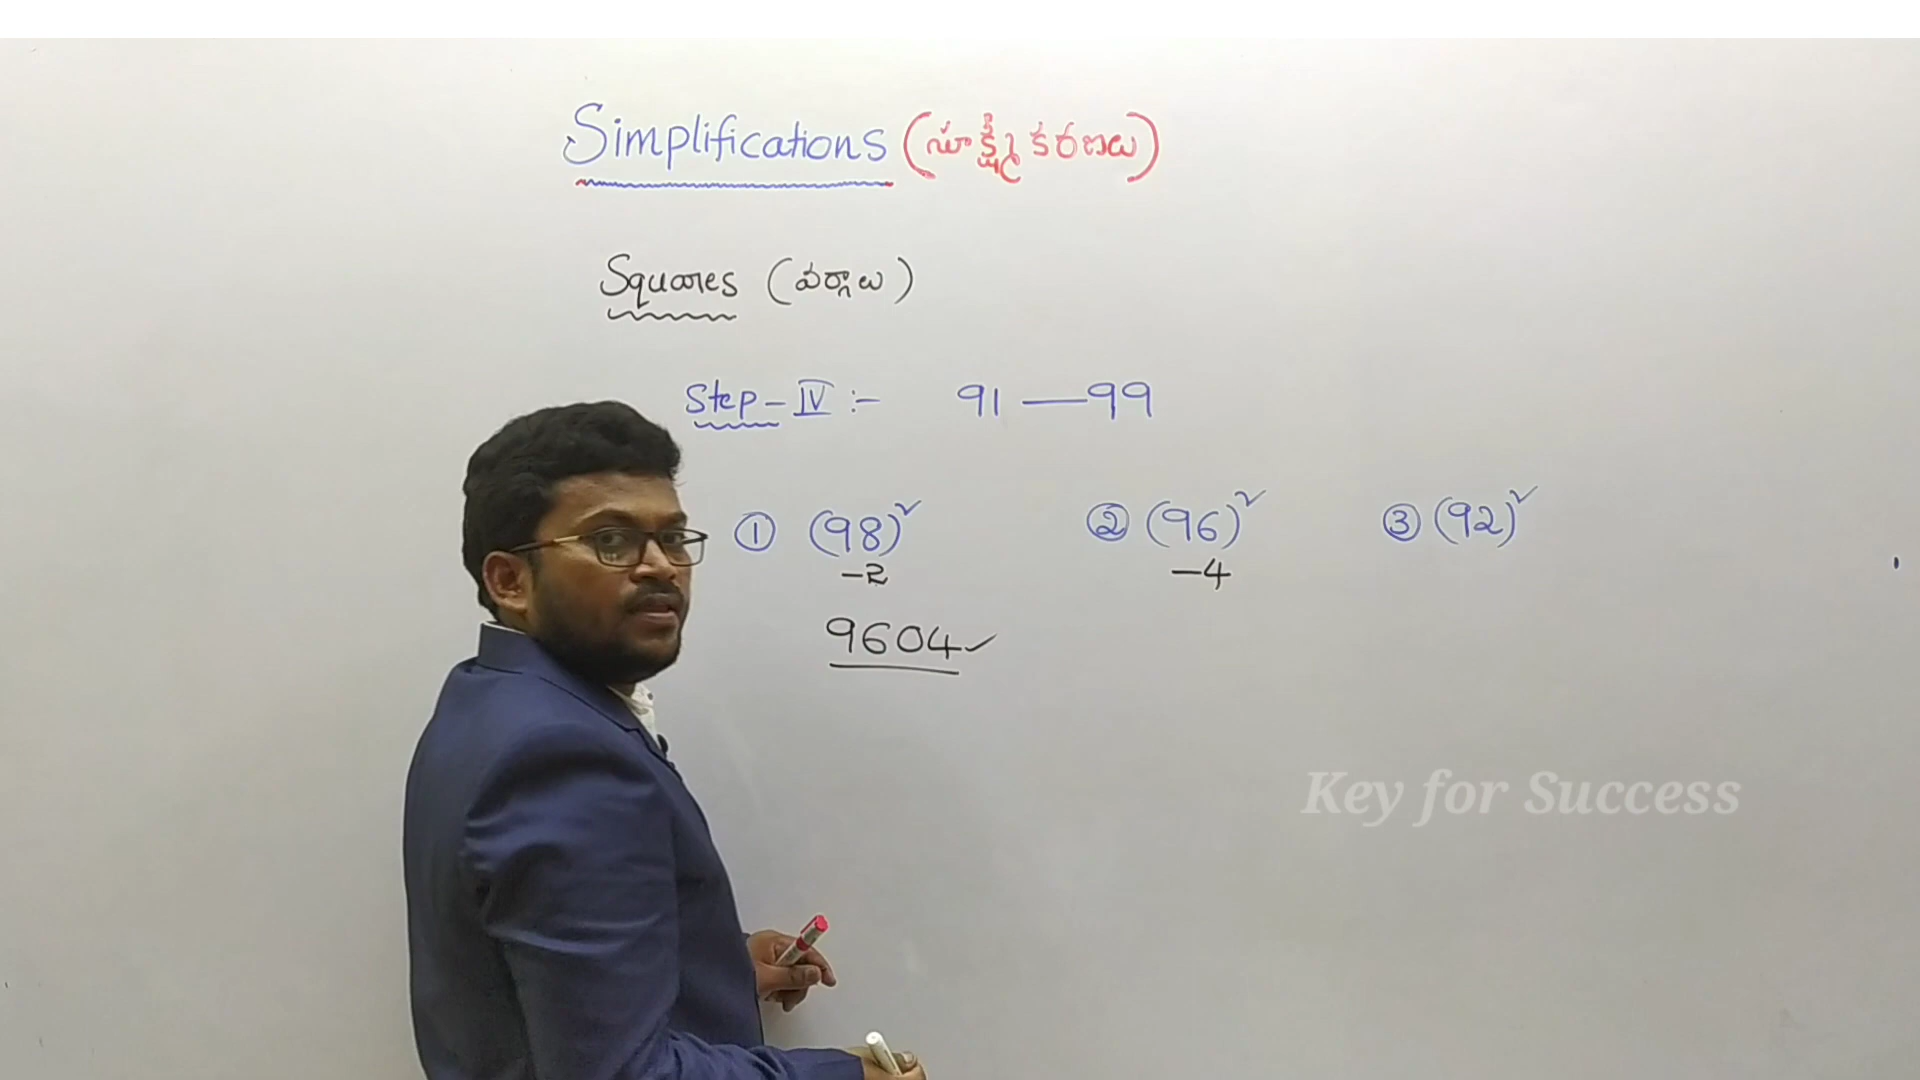 Simplifications (సూక్ష్మీకరణలు)
Squares (వర్గాలు)
Step-IV :- 91 — 99
① (98)² ② (96)² ③ (92)²
-2 -4
9604✓
Key for Success